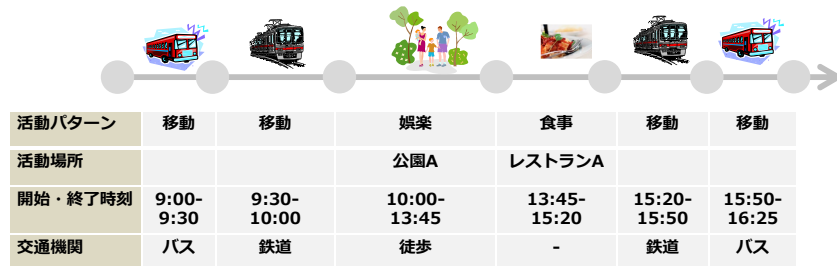 活動パターン 移動 移動 娯楽 食事 移動 移動
活動場所 公園A レストランA
開始・終了時刻 9:00- 9:30- 10:00- 13:45- 15:20- 15:50-
9:30 10:00 13:45 15:20 15:50 16:25
交通機関 バス 鉄道 徒歩 - 鉄道 バス